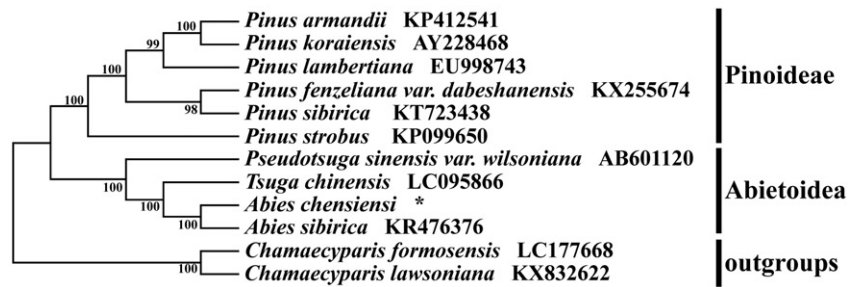 Pinus armandii KP412541
Pinus koraiensis AY228468
Pinus lambertiana EU998743
Pinus fenzeliana var. dabeshanensis KX255674
Pinus sibirica KT723438
Pinus strobus KP099650
Pinoideae
Pseudotsuga sinensis var. wilsoniana AB601120
Tsuga chinensis LC095866
Abies chensiensi *
Abies sibirica KR476376
Abietoidea
Chamaecyparis formosensis LC177668
Chamaecyparis lawsoniana KX832622
outgroups
100
99
100
100
98
100
100
100
100